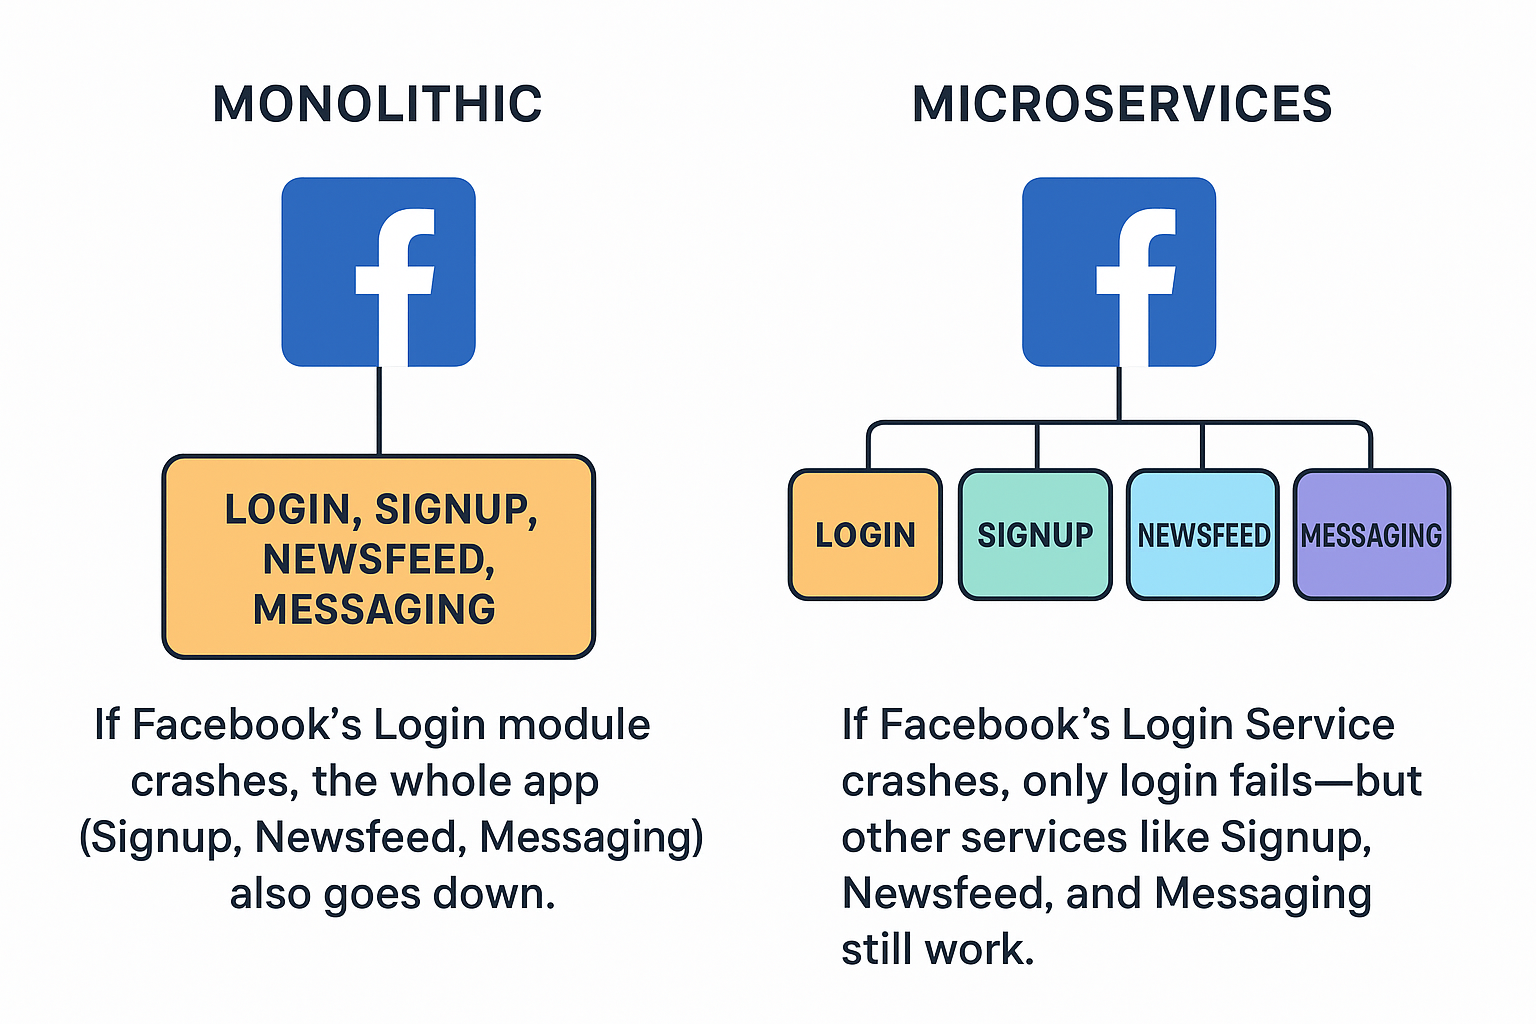 MONOLITHIC
f
LOGIN, SIGNUP,
NEWSFEED,
MESSAGING
If Facebook’s Login module
crashes, the whole app
(Signup, Newsfeed, Messaging)
also goes down.
MICROSERVICES
f
LOGIN
SIGNUP
NEWSFEED
MESSAGING
If Facebook’s Login Service
crashes, only login fails—but
other services like Signup,
Newsfeed, and Messaging
still work.